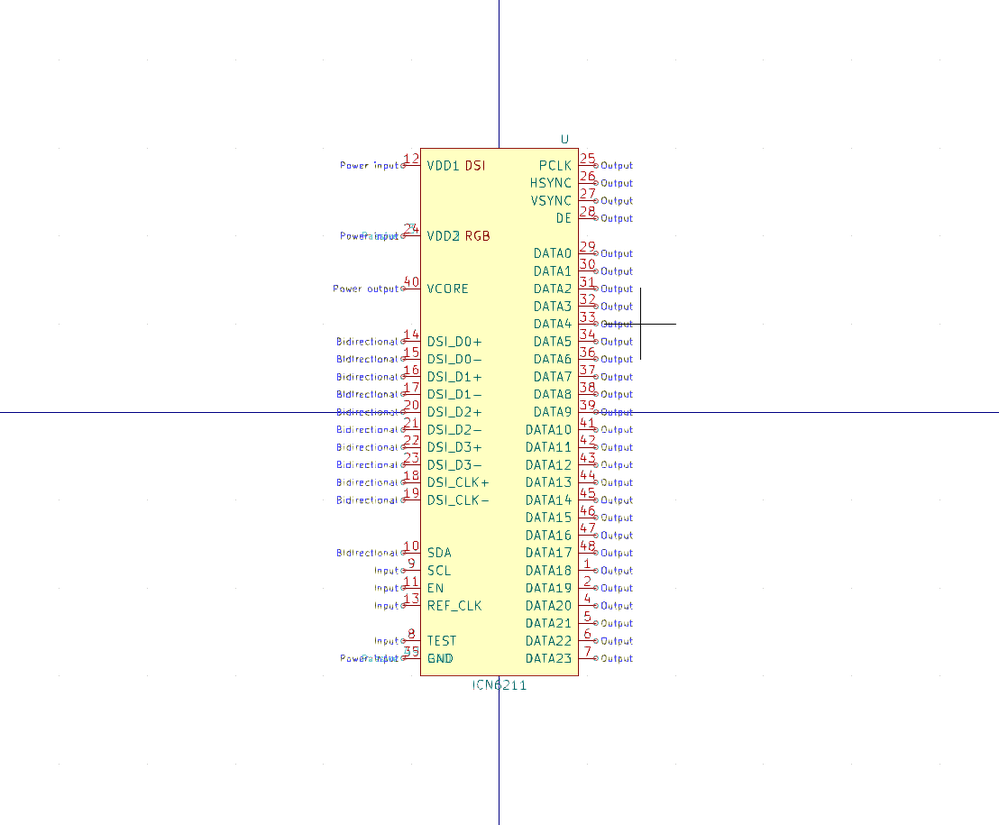 U
Power input 12 VDD1 DSI PCLK 25 Output
HSYNC 26 Output
VSYNC 27 Output
DE 28 Output
24 VDD2 RGB
DATA0 29 Output
DATA1 30 Output
Power output 40 VCORE DATA2 31 Output
DATA3 32 Output
DATA4 33 Output
Bidirectional 14 DSI_D0+ DATA5 34 Output
Bidirectional 15 DSI_D0- DATA6 36 Output
Bidirectional 16 DSI_D1+ DATA7 37 Output
Bidirectional 17 DSI_D1- DATA8 38 Output
Bidirectional 20 DSI_D2+ DATA9 39 Output
Bidirectional 21 DSI_D2- DATA10 41 Output
Bidirectional 22 DSI_D3+ DATA11 42 Output
Bidirectional 23 DSI_D3- DATA12 43 Output
Bidirectional 18 DSI_CLK+ DATA13 44 Output
Bidirectional 19 DSI_CLK- DATA14 45 Output
DATA15 46 Output
DATA16 47 Output
Bidirectional 10 SDA DATA17 48 Output
Input 9 SCL DATA18 1 Output
Input 11 EN DATA19 2 Output
Input 13 REF_CLK DATA20 4 Output
DATA21 5 Output
Input 8 TEST DATA22 6 Output
35 GND DATA23 7 Output
ICN6211